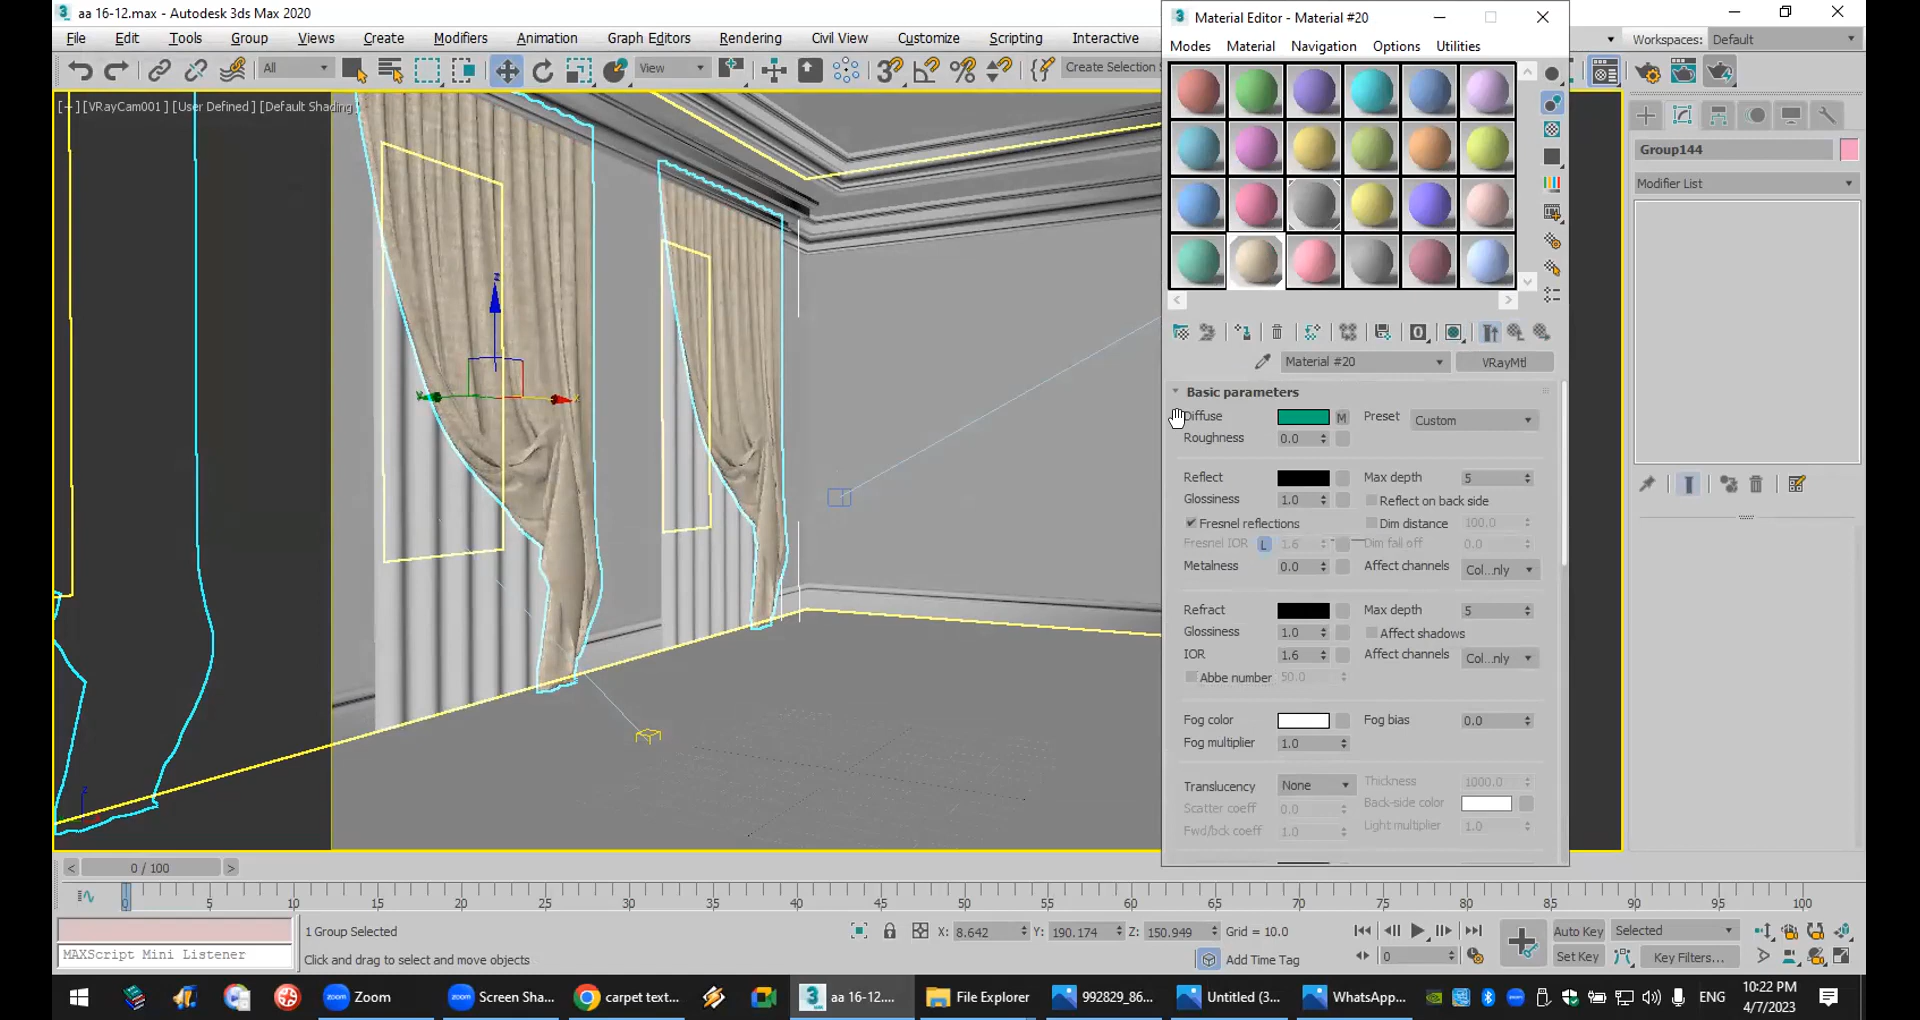 aa 16-12.max - Autodesk 3ds Max 2020
File Edit Tools Group Views Create Modifiers Animation Graph Editors Rendering Civil View Customize Scripting Interactive
Workspaces: Default
All View Create Selection S
[+] [VRayCam001 ] [User Defined ] [Default Shading
z
x
z
Material Editor - Material #20
Modes Material Navigation Options Utilities
Material #20 VRayMtl
Basic parameters
Diffuse M Preset Custom
Roughness 0.0
Reflect Max depth 5
Glossiness 1.0 Reflect on back side
Fresnel reflections Dim distance 100.0
Fresnel IOR L 1.6 Dim fall off 0.0
Metalness 0.0 Affect channels Col...nly
Refract Max depth 5
Glossiness 1.0 Affect shadows
IOR 1.6 Affect channels Col...nly
Abbe number 50.0
Fog color Fog bias 0.0
Fog multiplier 1.0
Translucency None Thickness 1000.0
Scatter coeff 0.0 Back-side color
Fwd/bck coeff 1.0 Light multiplier 1.0
Group144
Modifier List
< 0 / 100 >
0 5 10 15 20 25 30 35 40 45 50 55 60 65 70 75 80 85 90 95 100
1 Group Selected X: 8.642 Y: 190.174 Z: 150.949 Grid = 10.0 Auto Key Selected
MAXScript Mini Listener Click and drag to select and move objects Add Time Tag 0 Set Key Key Filters...
Zoom zoom Screen Sha... carpet text... 3 aa 16-12.... File Explorer 992829_86... Untitled (3... WhatsApp... ENG 10:22 PM
4/7/2023